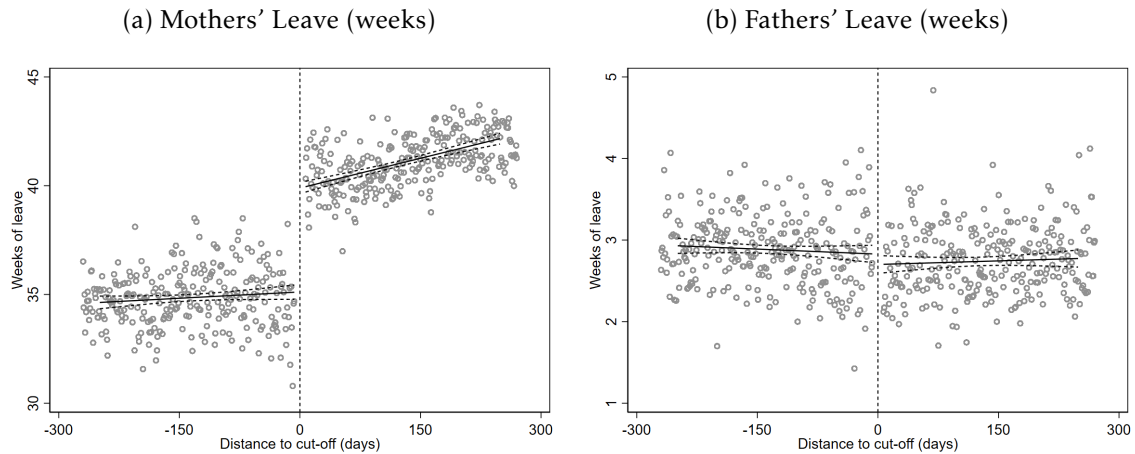 (a) Mothers’ Leave (weeks)
45
40
35
30
Weeks of leave
-300 -150 0 150 300
Distance to cut-off (days)
(b) Fathers’ Leave (weeks)
5
4
3
2
1
Weeks of leave
-300 -150 0 150 300
Distance to cut-off (days)